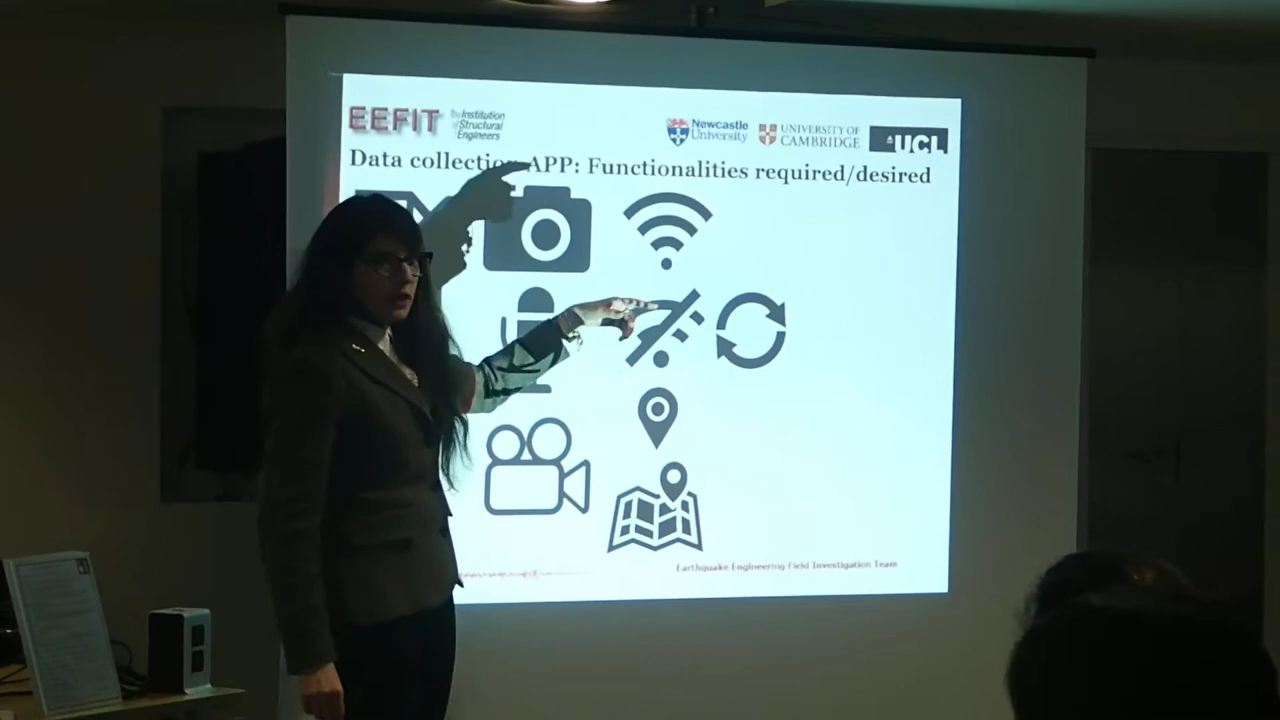 EEFIT
The Institution
of Structural
Engineers
Newcastle
University
UNIVERSITY OF
CAMBRIDGE
UCL
Data collection APP: Functionalities required/desired
Earthquake Engineering Field Investigation Team